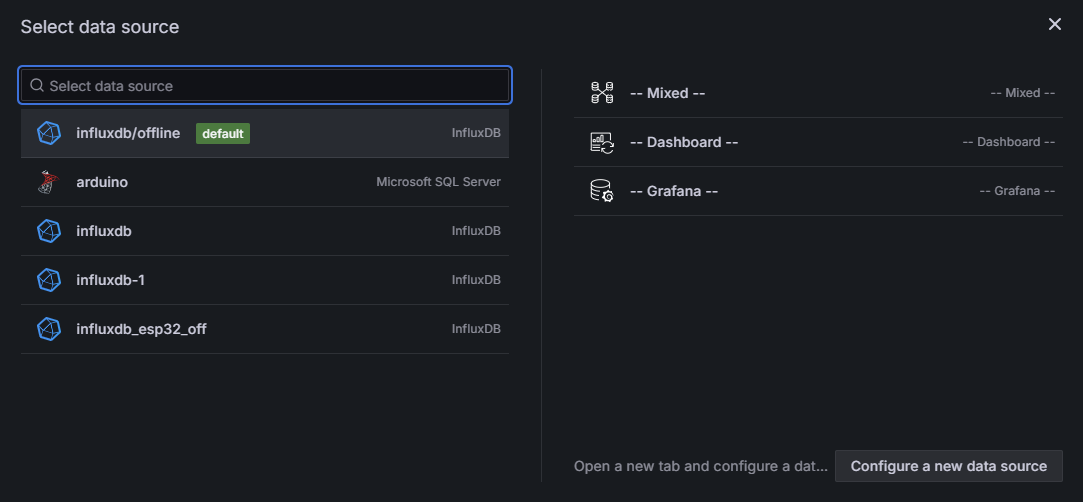 Select data source
Select data source
influxdb/offline default InfluxDB
arduino Microsoft SQL Server
influxdb InfluxDB
influxdb-1 InfluxDB
influxdb_esp32_off InfluxDB
-- Mixed -- -- Mixed --
-- Dashboard -- -- Dashboard --
-- Grafana -- -- Grafana --
Open a new tab and configure a dat... Configure a new data source